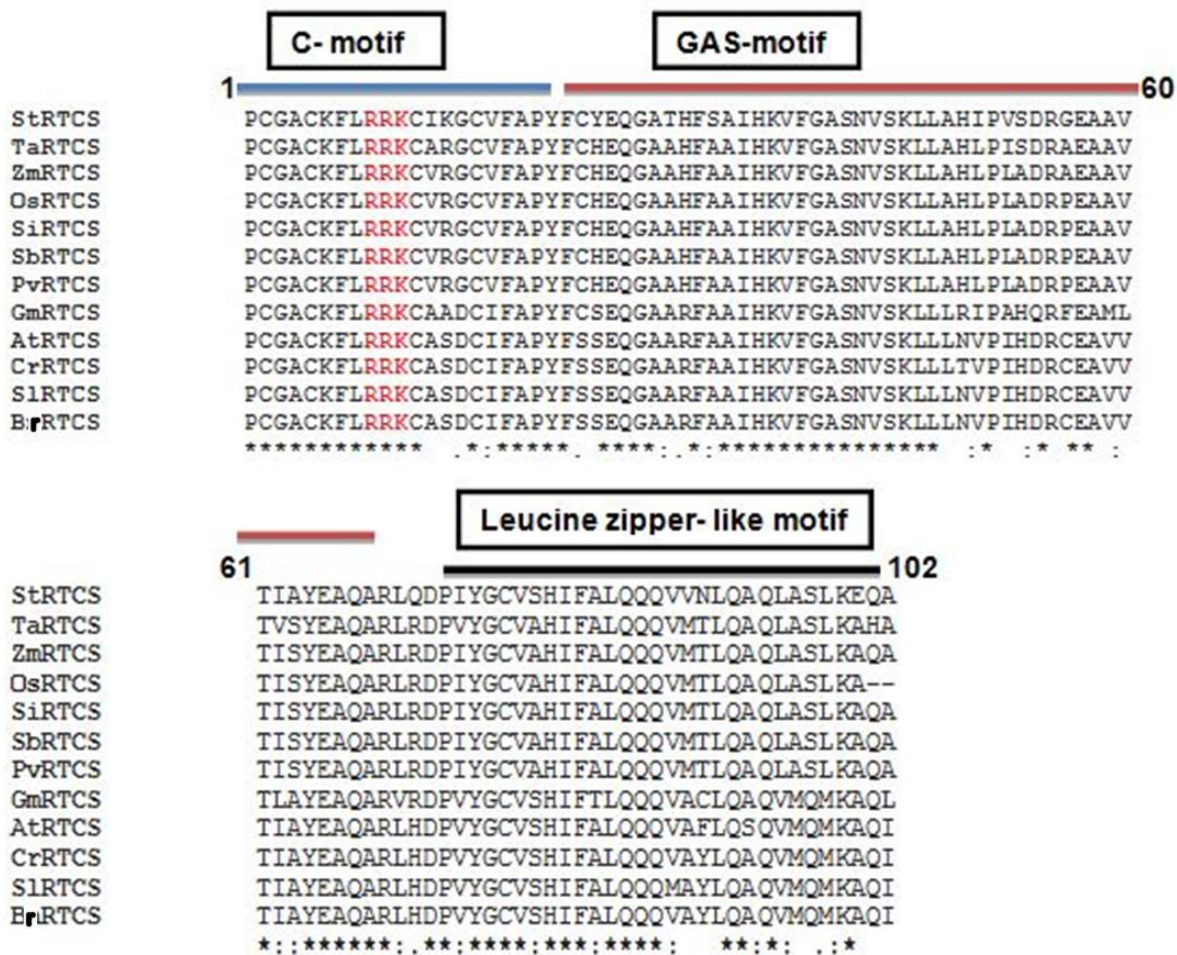 C- motif GAS-motif
1 60
StRTCS PCGACKFLRRKCIKGCVFAPYFCYEQGATHFSAIHKVFGASNVSKLLAHIPVSDRGEAAV
TaRTCS PCGACKFLRRKCARGCVFAPYFCHEQGAAHFAAIHKVFGASNVSKLLAHLPISDRAEAAV
ZmRTCS PCGACKFLRRKCVRGCVFAPYFCHEQGAAHFAAIHKVFGASNVSKLLAHLPLADRAEAAV
OsRTCS PCGACKFLRRKCVRGCVFAPYFCHEQGAAHFAAIHKVFGASNVSKLLAHLPLADRPEAAV
SiRTCS PCGACKFLRRKCVRGCVFAPYFCHEQGAAHFAAIHKVFGASNVSKLLAHLPLADRPEAAV
SbRTCS PCGACKFLRRKCVRGCVFAPYFCHEQGAAHFAAIHKVFGASNVSKLLAHLPLADRPEAAV
PvRTCS PCGACKFLRRKCVRGCVFAPYFCHEQGAAHFAAIHKVFGASNVSKLLAHLPLADRPEAAV
GmRTCS PCGACKFLRRKCAADCIFAPYFCSEQGAARFAAIHKVFGASNVSKLLLRIPAHQRFEAML
AtRTCS PCGACKFLRRKCASDCIFAPYFSSEQGAARFAAIHKVFGASNVSKLLLNVPIHDRCEAVV
CrRTCS PCGACKFLRRKCASDCIFAPYFSSEQGAARFAAIHKVFGASNVSKLLLTVPIHDRCEAVV
SlRTCS PCGACKFLRRKCASDCIFAPYFSSEQGAARFAAIHKVFGASNVSKLLLNVPIHDRCEAVV
BrRTCS PCGACKFLRRKCASDCIFAPYFSSEQGAARFAAIHKVFGASNVSKLLLNVPIHDRCEAVV
************  .*:*****. ****:.*:***************  :*  :* ** :
Leucine zipper- like motif
61 102
StRTCS TIAYEAQARLQDPIYGCVSHIFALQQQVVNLQAQLASLKEQA
TaRTCS TVSYEAQARLRDPVYGCVAHIFALQQQVMTLQAQLASLKAHA
ZmRTCS TISYEAQARLRDPIYGCVAHIFALQQQVMTLQAQLASLKAQA
OsRTCS TISYEAQARLRDPIYGCVAHIFALQQQVMTLQAQLASLKA--
SiRTCS TISYEAQARLRDPIYGCVAHIFALQQQVMTLQAQLASLKAQA
SbRTCS TISYEAQARLRDPIYGCVAHIFALQQQVMTLQAQLASLKAQA
PvRTCS TISYEAQARLRDPIYGCVAHIFALQQQVMTLQAQLASLKAQA
GmRTCS TLAYEAQARVRDPVYGCVSHIFTLQQQVACLQAQVMQMKAQL
AtRTCS TIAYEAQARLHDPVYGCVSHIFALQQQVAFLQSQVMQMKAQI
CrRTCS TIAYEAQARLHDPVYGCVSHIFALQQQVAYLQAQVMQMKAQI
SlRTCS TIAYEAQARLHDPVYGCVSHIFALQQQMAYLQAQVMQMKAQI
BrRTCS TIAYEAQARLHDPVYGCVSHIFALQQQVAYLQAQVMQMKAQI
*::******:.**:****:***:****:  **:*: .:*